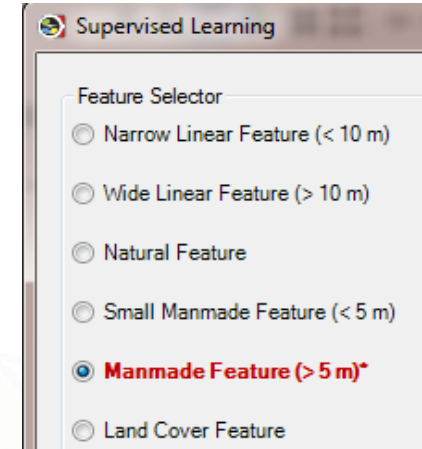 Supervised Learning
Feature Selector
Narrow Linear Feature (< 10 m)
Wide Linear Feature (> 10 m)
Natural Feature
Small Manmade Feature (< 5 m)
Manmade Feature (> 5 m)*
Land Cover Feature